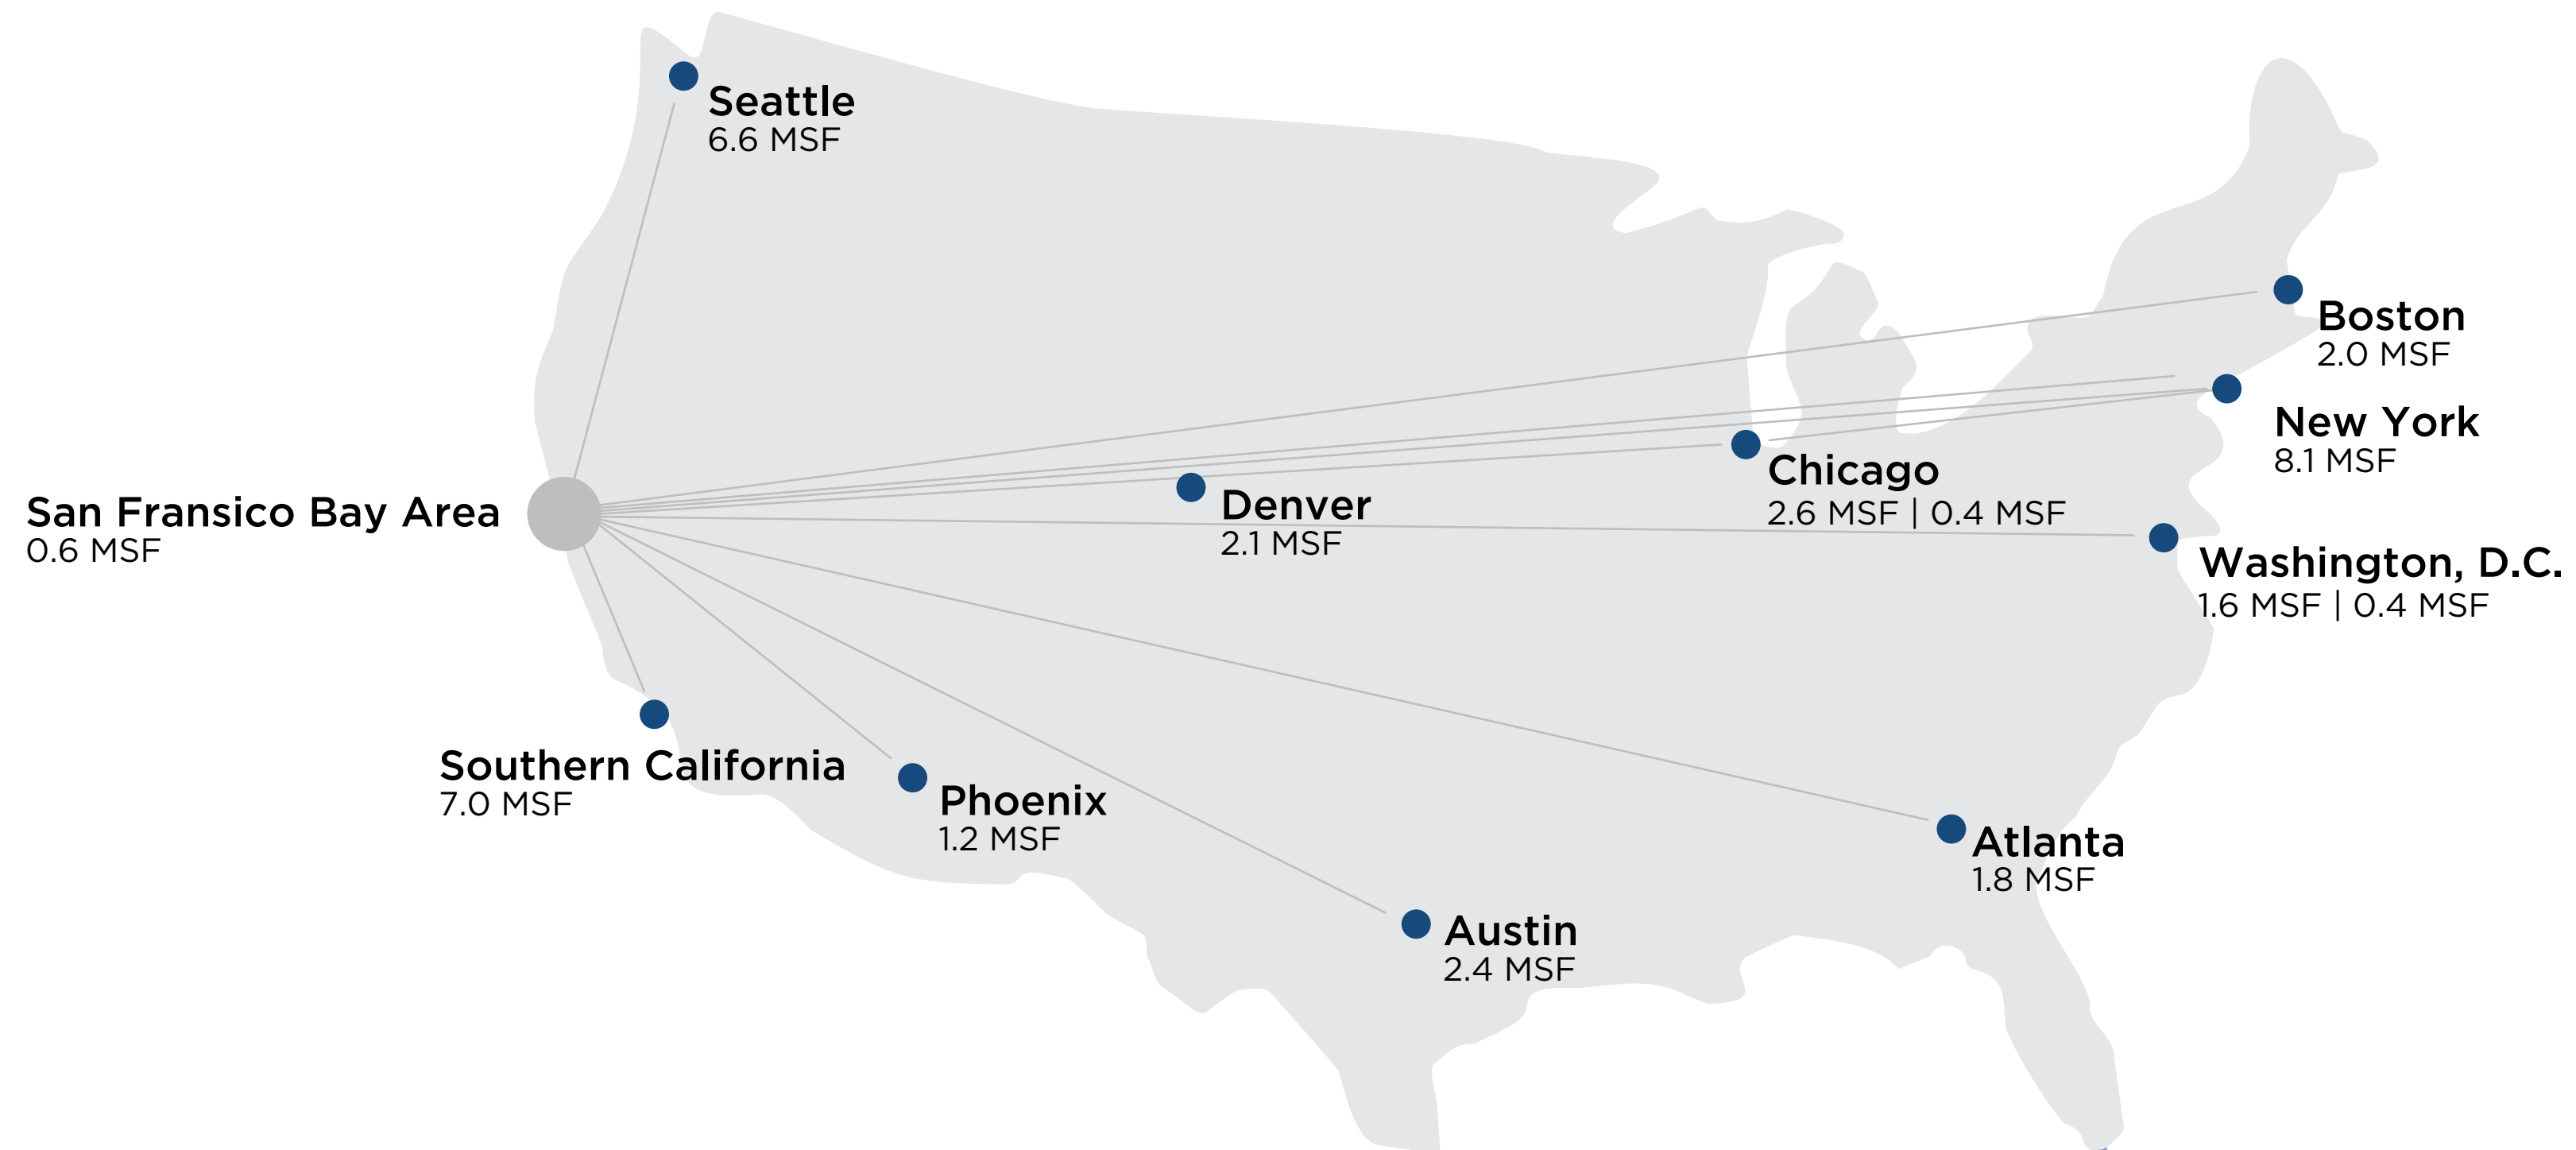 Seattle
6.6 MSF
Boston
2.0 MSF
New York
8.1 MSF
Chicago
2.6 MSF | 0.4 MSF
Denver
2.1 MSF
San Fransico Bay Area
0.6 MSF
Washington, D.C.
1.6 MSF | 0.4 MSF
Southern California
7.0 MSF
Phoenix
1.2 MSF
Atlanta
1.8 MSF
Austin
2.4 MSF